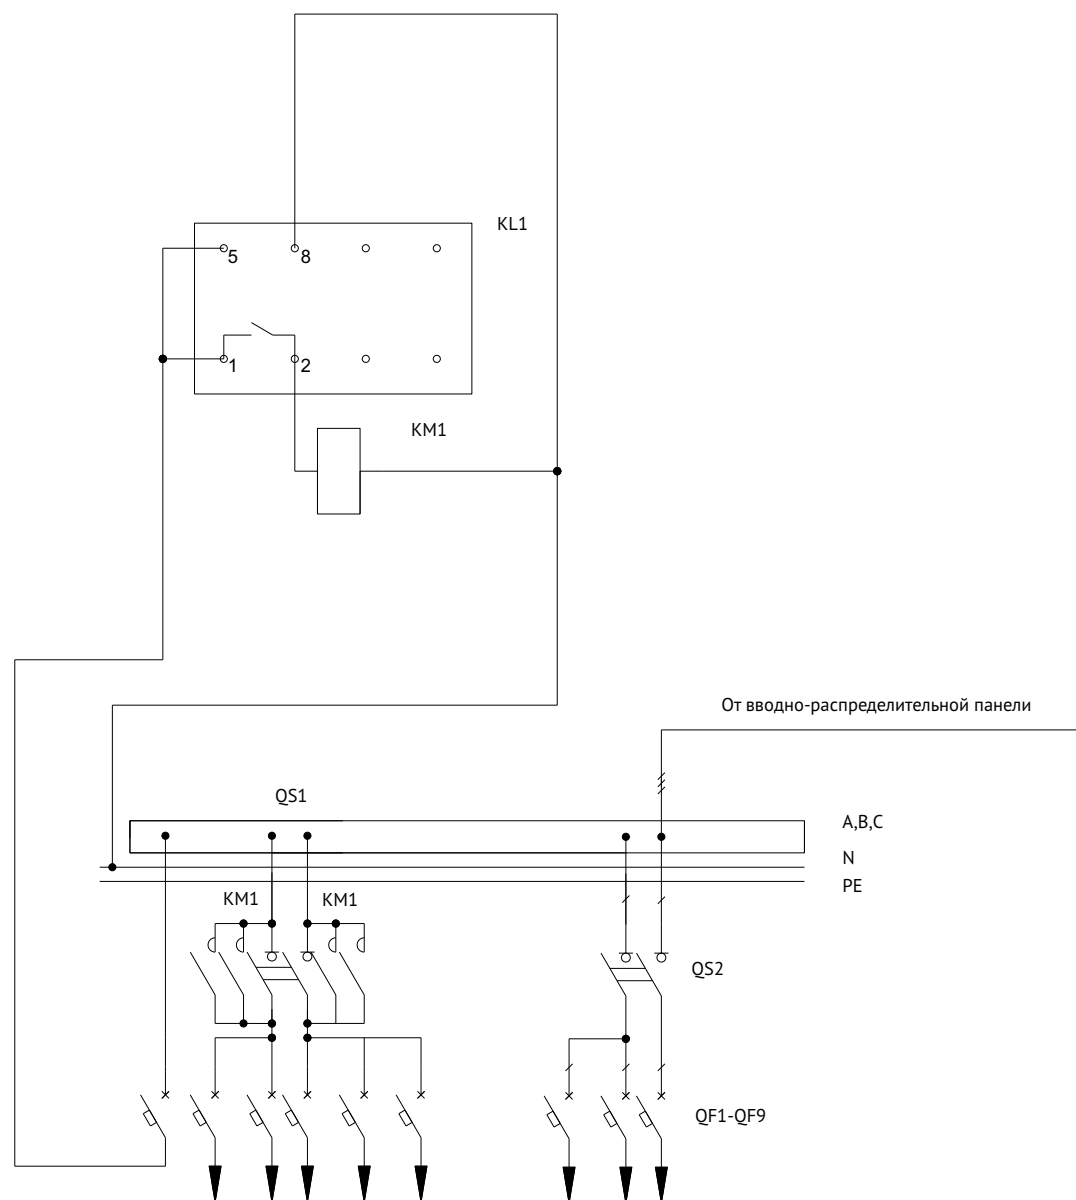 KL1
5
8
1
2
KM1
От вводно-распределительной панели
QS1
A,B,C
N
PE
KM1
KM1
QS2
QF1-QF9